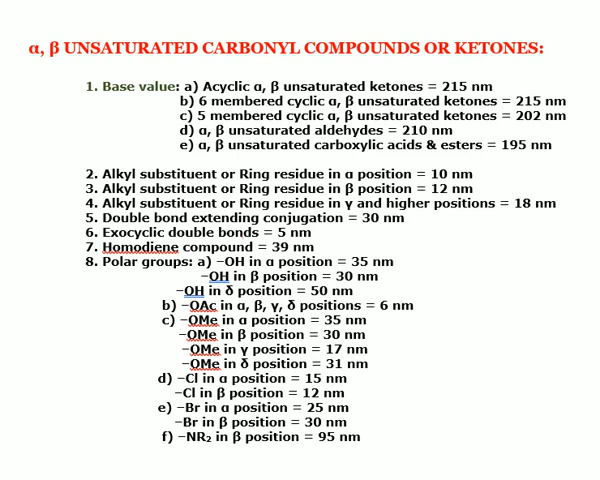 α, β UNSATURATED CARBONYL COMPOUNDS OR KETONES:
1. Base value: a) Acyclic α, β unsaturated ketones = 215 nm
b) 6 membered cyclic α, β unsaturated ketones = 215 nm
c) 5 membered cyclic α, β unsaturated ketones = 202 nm
d) α, β unsaturated aldehydes = 210 nm
e) α, β unsaturated carboxylic acids & esters = 195 nm
2. Alkyl substituent or Ring residue in α position = 10 nm
3. Alkyl substituent or Ring residue in β position = 12 nm
4. Alkyl substituent or Ring residue in γ and higher positions = 18 nm
5. Double bond extending conjugation = 30 nm
6. Exocyclic double bonds = 5 nm
7. Homodiene compound = 39 nm
8. Polar groups: a) –OH in α position = 35 nm
–OH in β position = 30 nm
–OH in δ position = 50 nm
b) –OAc in α, β, γ, δ positions = 6 nm
c) –OMe in α position = 35 nm
–OMe in β position = 30 nm
–OMe in γ position = 17 nm
–OMe in δ position = 31 nm
d) –Cl in α position = 15 nm
–Cl in β position = 12 nm
e) –Br in α position = 25 nm
–Br in β position = 30 nm
f) –NR₂ in β position = 95 nm